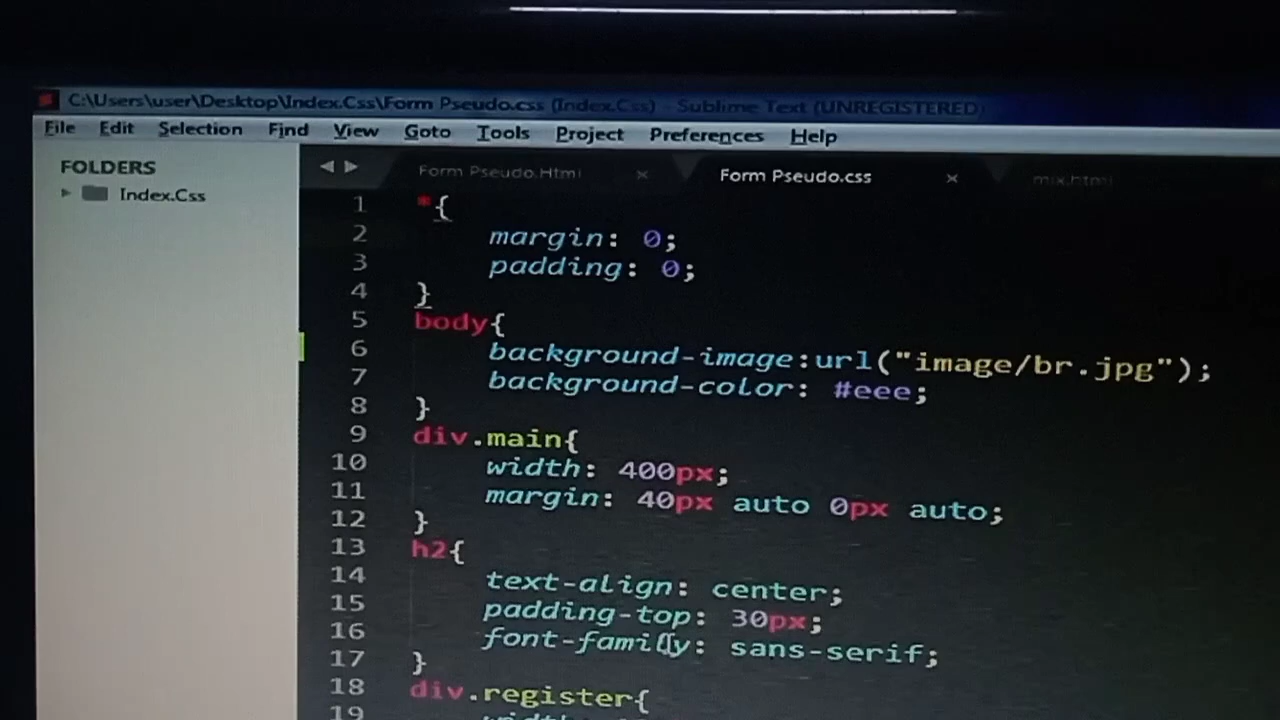 C:\Users\user\Desktop\Index.Css\Form Pseudo.css (Index.Css) - Sublime Text (UNREGISTERED)
File Edit Selection Find View Goto Tools Project Preferences Help
FOLDERS
Index.Css
Form Pseudo.Html × Form Pseudo.css × mix.html
1 *{
2 margin: 0;
3 padding: 0;
4 }
5 body{
6 background-image:url("image/br.jpg");
7 background-color: #eee;
8 }
9 div.main{
10 width: 400px;
11 margin: 40px auto 0px auto;
12 }
13 h2{
14 text-align: center;
15 padding-top: 30px;
16 font-family: sans-serif;
17 }
18 div.register{
19